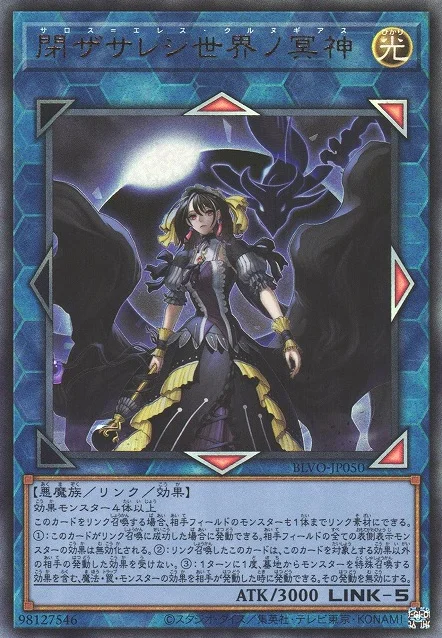 サロス=エレス・クルヌギアス
閉ザサレシ世界ノ冥神
ひかり
光
BLVO-JP050
【悪魔族/リンク/効果】
効果モンスター4体以上
このカードをリンク召喚する場合、相手フィールドのモンスターも1体までリンク素材にできる。
①:このカードがリンク召喚に成功した場合に発動できる。相手フィールドの全ての表側表示モン
スターの効果は無効化される。②:リンク召喚したこのカードは、このカードを対象とする効果以外
の相手の発動した効果を受けない。③:1ターンに1度、墓地からモンスターを特殊召喚する
効果を含む、魔法・罠・モンスターの効果を相手が発動した時に発動できる。その発動を無効にする。
ATK/3000 LINK-5
98127546
©スタジオ・ダイス/集英社・テレビ東京・KONAMI